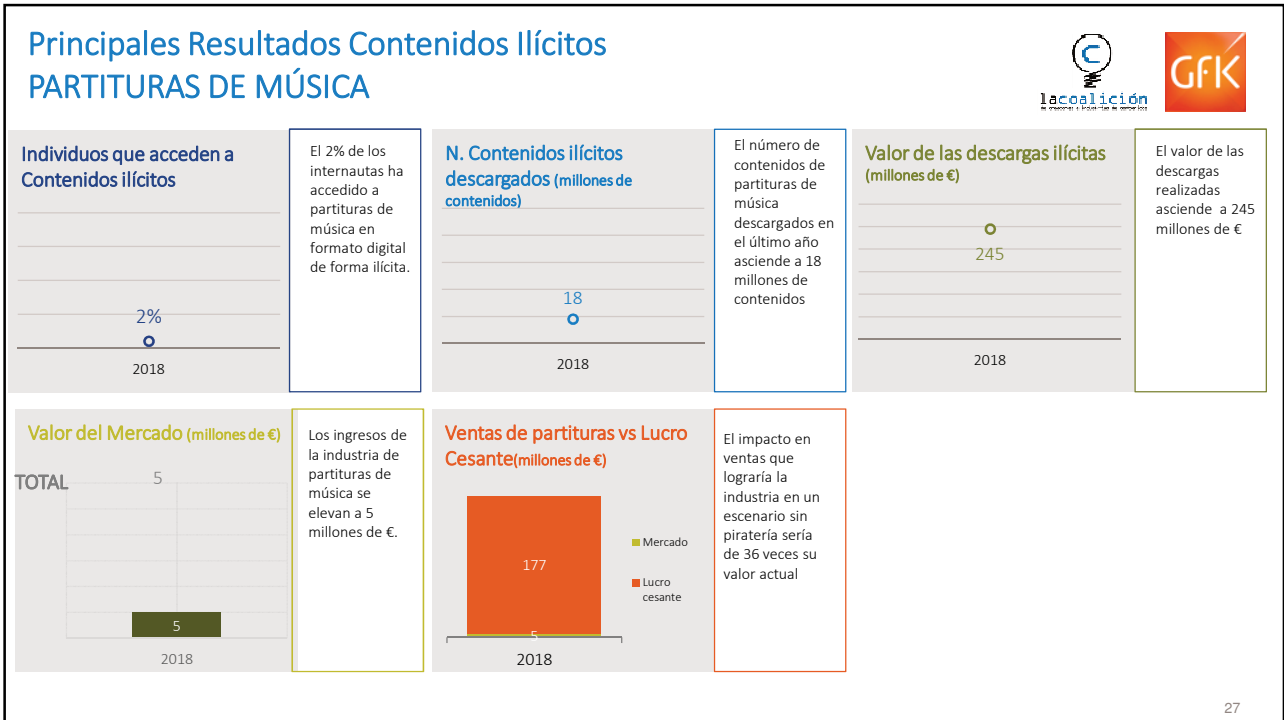 Principales Resultados Contenidos Ilícitos
PARTITURAS DE MÚSICA
lacoalición
GfK
Individuos que acceden a
Contenidos ilícitos
2%
2018
El 2% de los
internautas ha
accedido a
partituras de
música en
formato digital
de forma ilícita.
N. Contenidos ilícitos
descargados (millones de
contenidos)
18
2018
El número de
contenidos de
partituras de
música
descargados en
el último año
asciende a 18
millones de
contenidos
Valor de las descargas ilícitas
(millones de €)
245
2018
El valor de las
descargas
realizadas
asciende a 245
millones de €
Valor del Mercado (millones de €)
TOTAL
5
5
2018
Los ingresos de
la industria de
partituras de
música se
elevan a 5
millones de €.
Ventas de partituras vs Lucro
Cesante(millones de €)
177
5
2018
Mercado
Lucro
cesante
El impacto en
ventas que
lograría la
industria en un
escenario sin
piratería sería
de 36 veces su
valor actual
27